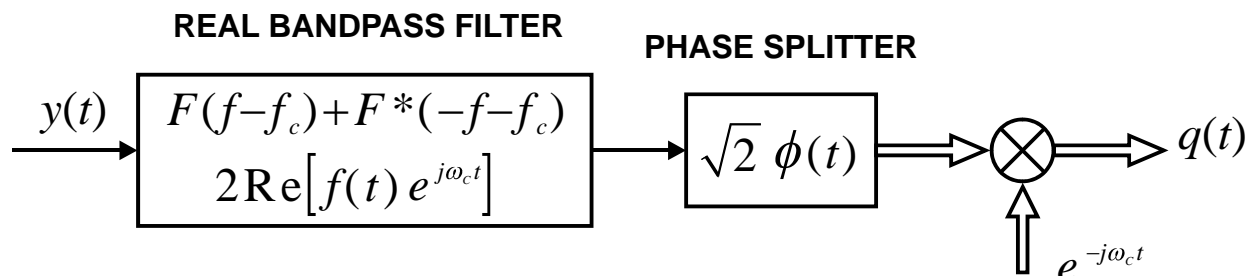 REAL BANDPASS FILTER
PHASE SPLITTER
y(t)
F(f−f_c)+F*(−f−f_c)
2Re[f(t) e^{jω_c t}]
√2 ϕ(t)
q(t)
e^{−jω_c t}